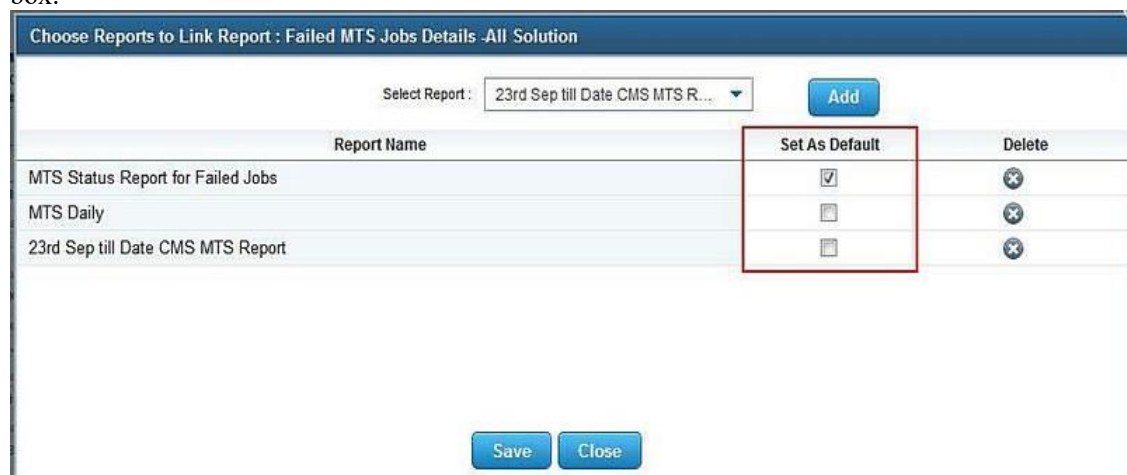 box.
Choose Reports to Link Report : Failed MTS Jobs Details -All Solution
Select Report : 23rd Sep till Date CMS MTS R... Add
Report Name Set As Default Delete
MTS Status Report for Failed Jobs
MTS Daily
23rd Sep till Date CMS MTS Report
Save Close